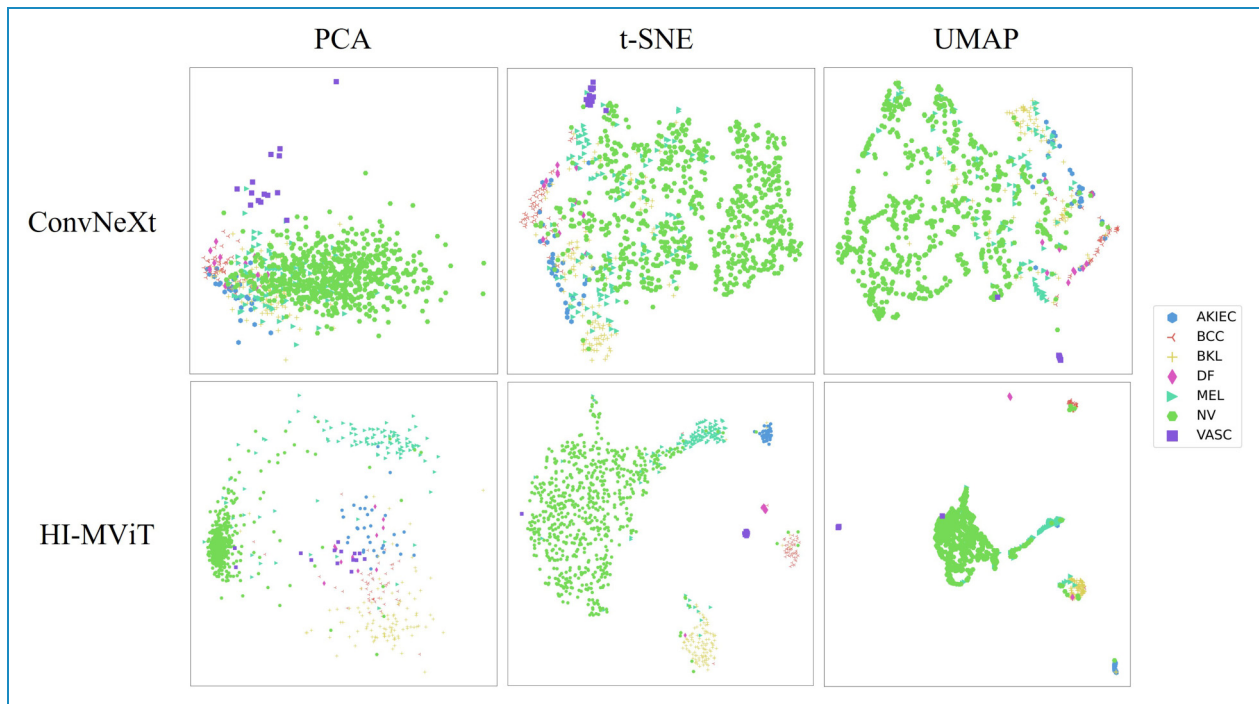 PCA
t-SNE
UMAP
ConvNeXt
HI-MViT
AKIEC
BCC
BKL
DF
MEL
NV
VASC